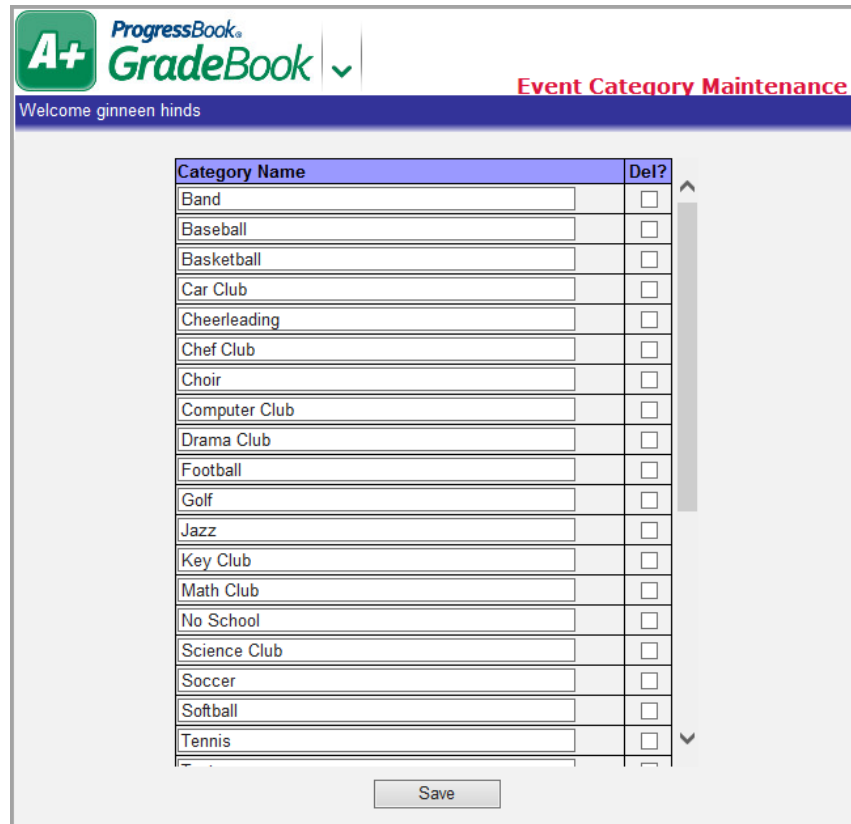 A+
ProgressBook®
GradeBook
Event Category Maintenance
Welcome ginneen hinds
Category Name Del?
Band
Baseball
Basketball
Car Club
Cheerleading
Chef Club
Choir
Computer Club
Drama Club
Football
Golf
Jazz
Key Club
Math Club
No School
Science Club
Soccer
Softball
Tennis
Save